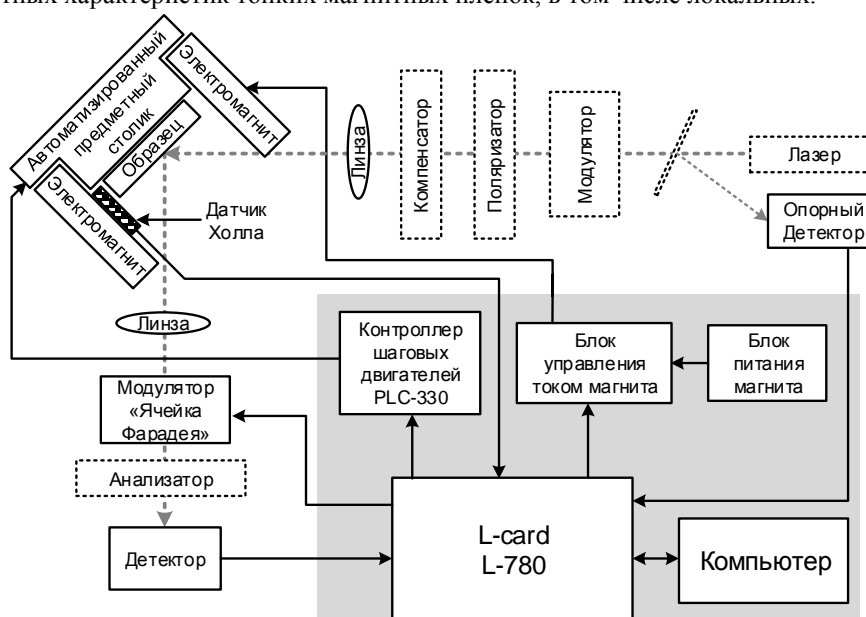 тных характеристик тонких магнитных пленок, в том числе локальных.
Автоматизированный
предметный
столик
Электромагнит
Образец
Электромагнит
Датчик
Холла
Линза
Компенсатор
Поляризатор
Модулятор
Лазер
Опорный
Детектор
Линза
Контроллер
шаговых
двигателей
PLC-330
Блок
управления
током магнита
Блок
питания
магнита
Модулятор
«Ячейка
Фарадея»
Анализатор
Детектор
L-card
L-780
Компьютер